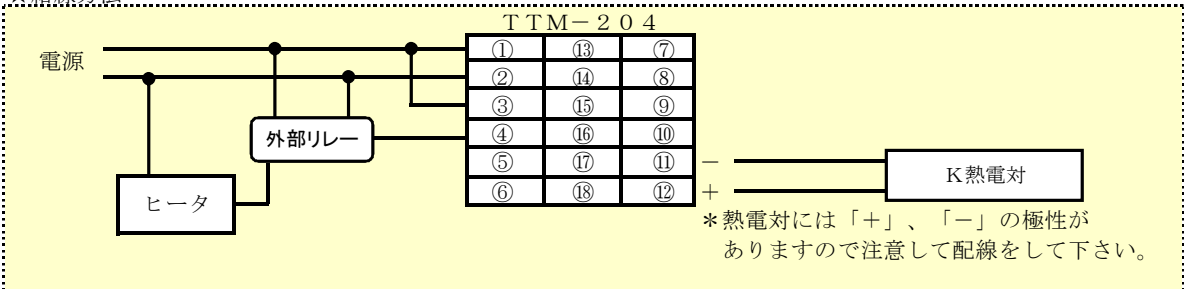 TTM-204
電源
① ⑬ ⑦
② ⑭ ⑧
③ ⑮ ⑨
④ ⑯ ⑩
⑤ ⑰ ⑪
⑥ ⑱ ⑫
外部リレー
ヒータ
－
＋
K熱電対
＊熱電対には「＋」、「－」の極性が
ありますので注意して配線をして下さい。